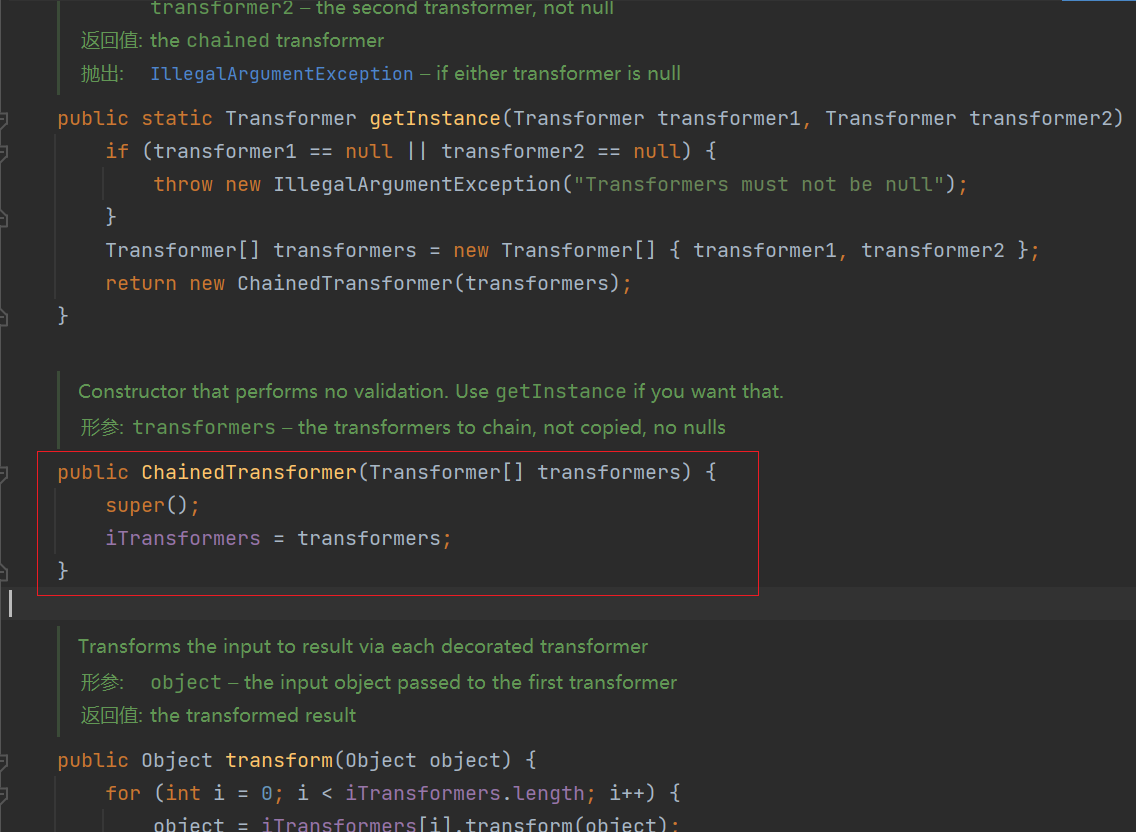 transformer2 – the second transformer, not null
返回值: the chained transformer
抛出: IllegalArgumentException – if either transformer is null
public static Transformer getInstance(Transformer transformer1, Transformer transformer2)
if (transformer1 == null || transformer2 == null) {
throw new IllegalArgumentException("Transformers must not be null");
}
Transformer[] transformers = new Transformer[] { transformer1, transformer2 };
return new ChainedTransformer(transformers);
}
Constructor that performs no validation. Use getInstance if you want that.
形参: transformers – the transformers to chain, not copied, no nulls
public ChainedTransformer(Transformer[] transformers) {
super();
iTransformers = transformers;
}
Transforms the input to result via each decorated transformer
形参: object – the input object passed to the first transformer
返回值: the transformed result
public Object transform(Object object) {
for (int i = 0; i < iTransformers.length; i++) {
object = iTransformers[i].transform(object);